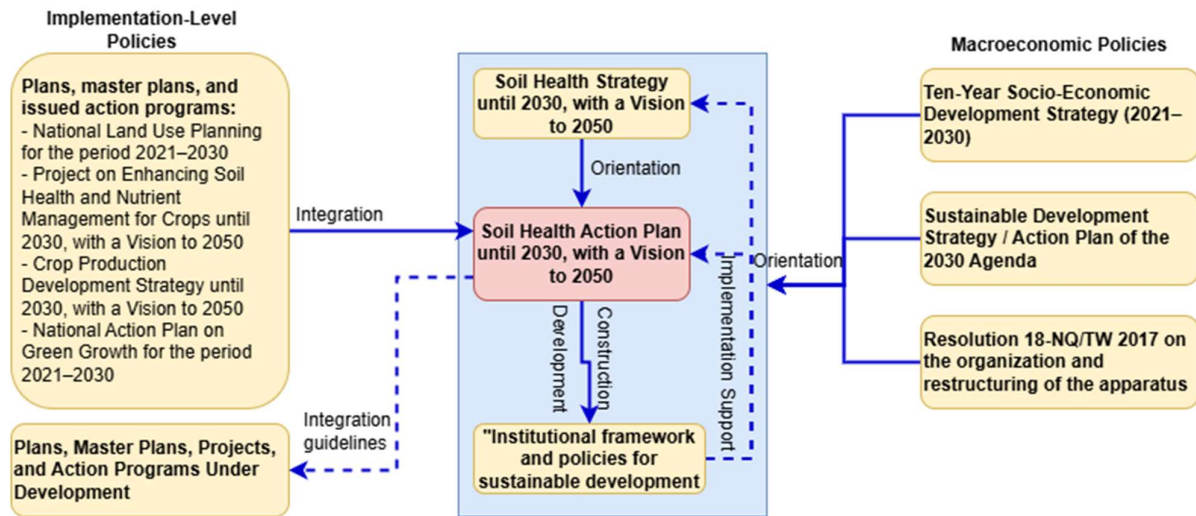 Implementation-Level
Policies
Plans, master plans, and
issued action programs:
- National Land Use Planning
for the period 2021–2030
- Project on Enhancing Soil
Health and Nutrient
Management for Crops until
2030, with a Vision to 2050
- Crop Production
Development Strategy until
2030, with a Vision to 2050
- National Action Plan on
Green Growth for the period
2021–2030
Plans, Master Plans, Projects,
and Action Programs Under
Development
Integration
Integration
guidelines
Soil Health Strategy
until 2030, with a Vision
to 2050
Orientation
Soil Health Action Plan
until 2030, with a Vision
to 2050
Development
Construction
Implementation Support
"Institutional framework
and policies for
sustainable development
Orientation
Macroeconomic Policies
Ten-Year Socio-Economic
Development Strategy (2021–
2030)
Sustainable Development
Strategy / Action Plan of the
2030 Agenda
Resolution 18-NQ/TW 2017 on
the organization and
restructuring of the apparatus